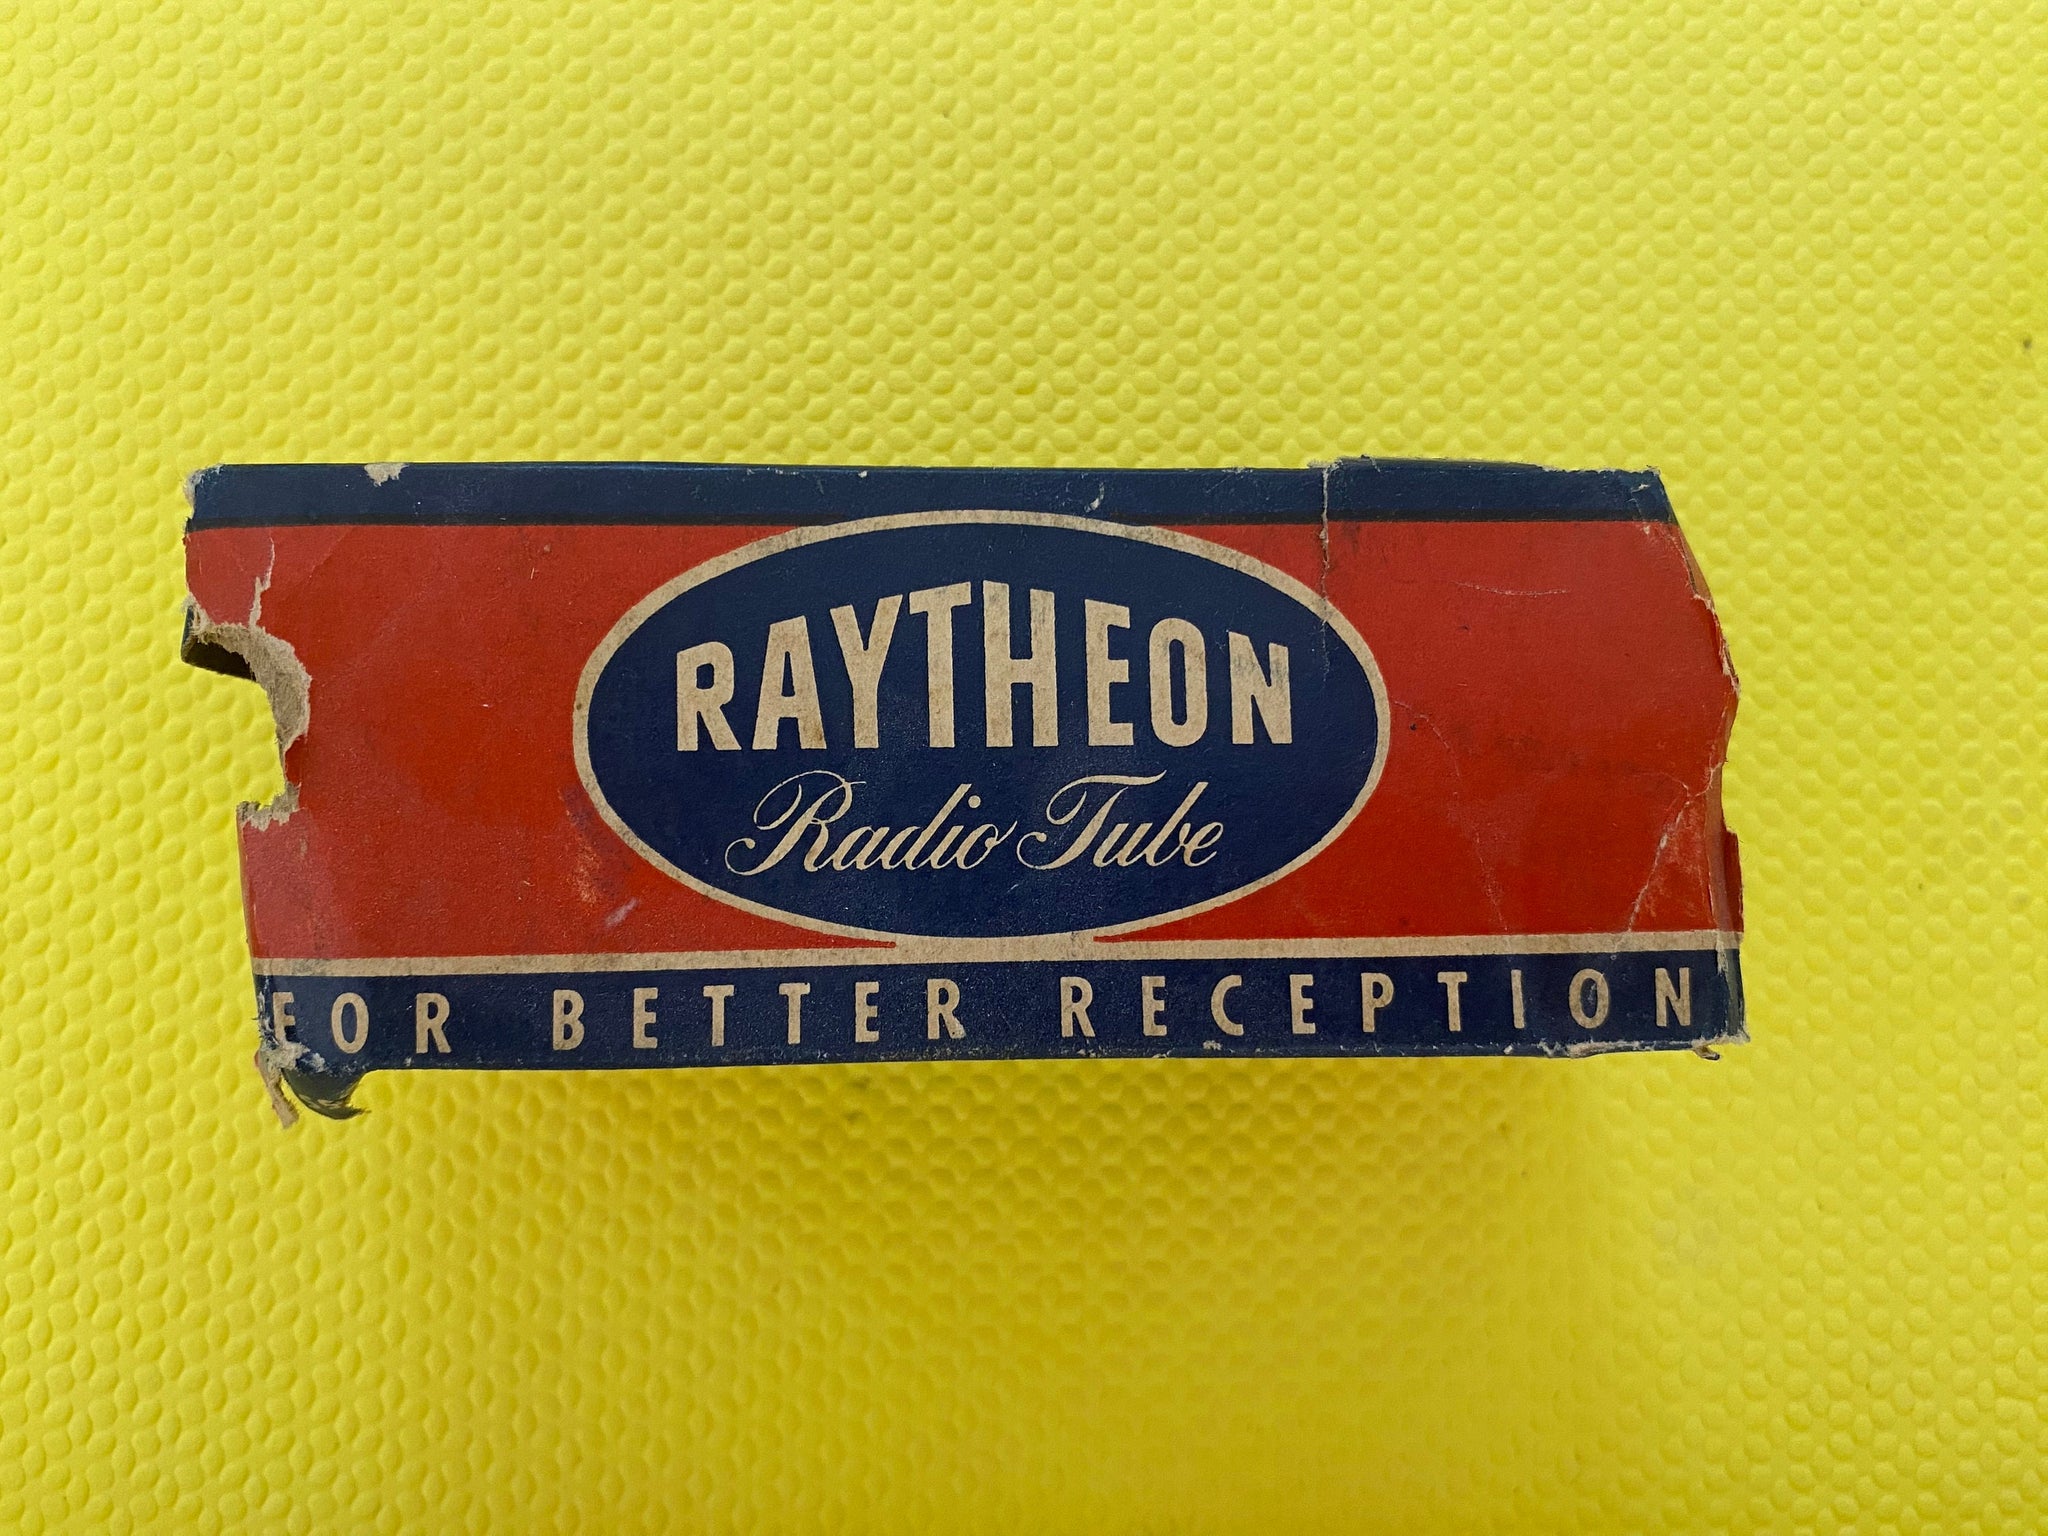 RAYTHEON
Radio Tube
FOR BETTER RECEPTION